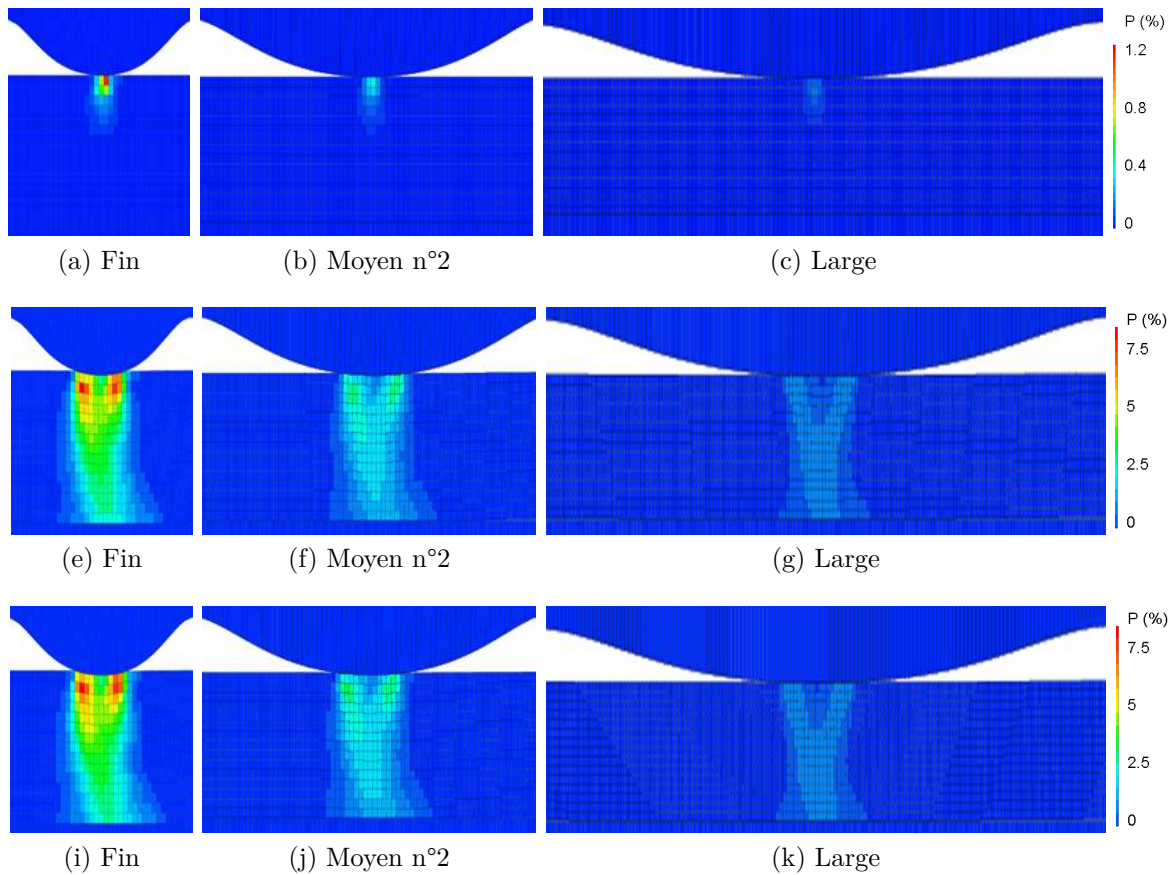 P (%)
1.2
0.8
0.4
0
(a) Fin
(b) Moyen n°2
(c) Large
P (%)
7.5
5
2.5
0
(e) Fin
(f) Moyen n°2
(g) Large
P (%)
7.5
5
2.5
0
(i) Fin
(j) Moyen n°2
(k) Large